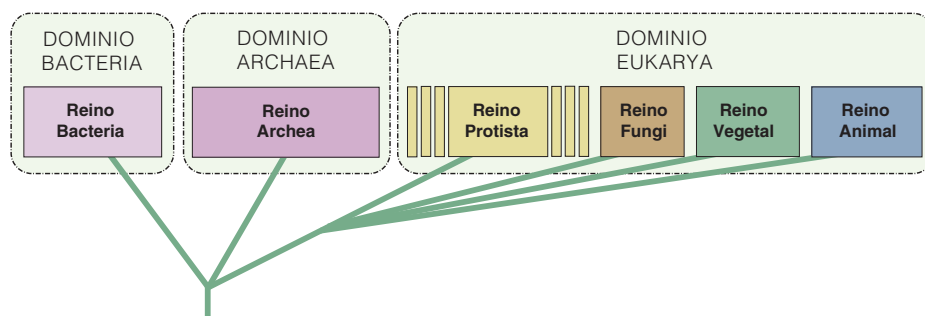 DOMINIO
BACTERIA
DOMINIO
ARCHAEA
DOMINIO
EUKARYA
Reino
Bacteria
Reino
Archea
Reino
Protista
Reino
Fungi
Reino
Vegetal
Reino
Animal